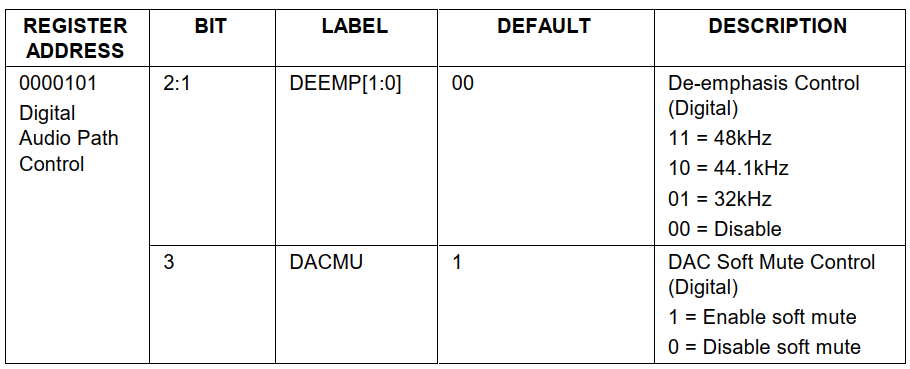 REGISTER ADDRESS BIT LABEL DEFAULT DESCRIPTION
0000101 2:1 DEEMP[1:0] 00 De-emphasis Control
Digital (Digital)
Audio Path 11 = 48kHz
Control 10 = 44.1kHz
01 = 32kHz
00 = Disable
3 DACMU 1 DAC Soft Mute Control
(Digital)
1 = Enable soft mute
0 = Disable soft mute